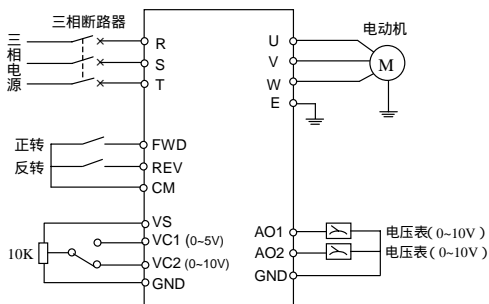 三相断路器
三相电源
R
S
T
U
V
W
E
电动机
M
正转
反转
FWD
REV
CM
VS
VC1 (0~5V)
VC2 (0~10V)
GND
10K
AO1
AO2
GND
电压表(0~10V)
电压表(0~10V)